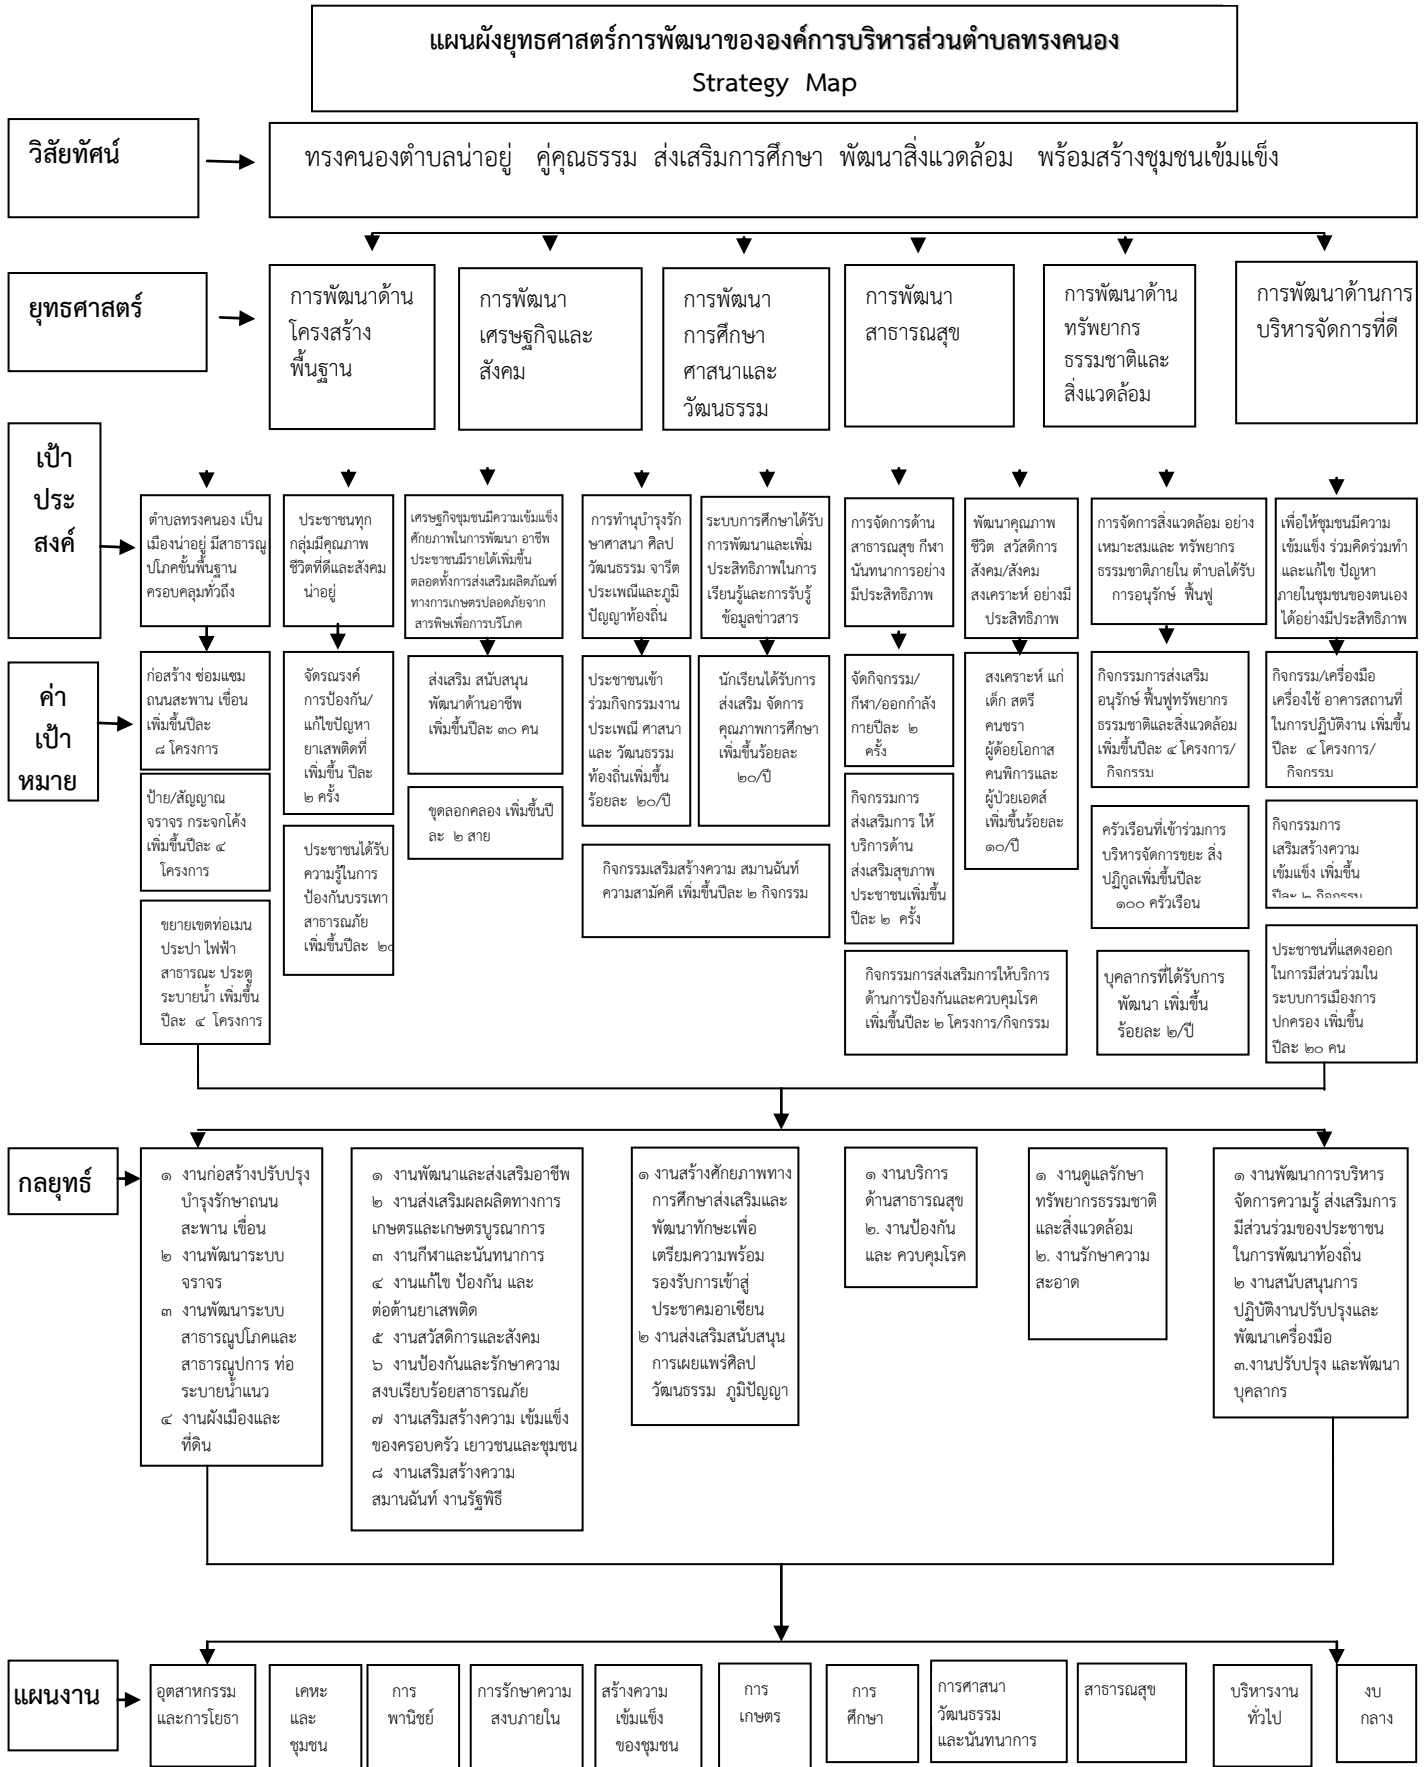 แผนผังยุทธศาสตร์การพัฒนาขององค์การบริหารส่วนตำบลทรงคนอง
Strategy Map
วิสัยทัศน์
ทรงคนองตำบลน่าอยู่ คู่คุณธรรม ส่งเสริมการศึกษา พัฒนาสิ่งแวดล้อม พร้อมสร้างชุมชนเข้มแข็ง
ยุทธศาสตร์
การพัฒนาด้าน
โครงสร้าง
พื้นฐาน
การพัฒนา
เศรษฐกิจและ
สังคม
การพัฒนา
การศึกษา
ศาสนาและ
วัฒนธรรม
การพัฒนา
สาธารณสุข
การพัฒนาด้าน
ทรัพยากร
ธรรมชาติและ
สิ่งแวดล้อม
การพัฒนาด้านการ
บริหารจัดการที่ดี
เป้า
ประ
สงค์
ตำบลทรงคนอง เป็น
เมืองน่าอยู่ มีสาธารณู
ปโภคขั้นพื้นฐาน
ครอบคลุมทั่วถึง
ประชาชนทุก
กลุ่มมีคุณภาพ
ชีวิตที่ดีและสังคม
น่าอยู่
เศรษฐกิจชุมชนมีความเข้มแข็ง
ศักยภาพในการพัฒนา อาชีพ
ประชาชนมีรายได้เพิ่มขึ้น
ตลอดทั้งการส่งเสริมผลิตภัณฑ์
ทางการเกษตรปลอดภัยจาก
สารพิษเพื่อการบริโภค
การทำนุบำรุงรัก
ษาศาสนา ศิลป
วัฒนธรรม จารีต
ประเพณีและภูมิ
ปัญญาท้องถิ่น
ระบบการศึกษาได้รับ
การพัฒนาและเพิ่ม
ประสิทธิภาพในการ
เรียนรู้และการรับรู้
ข้อมูลข่าวสาร
การจัดการด้าน
สาธารณสุข กีฬา
นันทนาการอย่าง
มีประสิทธิภาพ
พัฒนาคุณภาพ
ชีวิต สวัสดิการ
สังคม/สังคม
สงเคราะห์ อย่างมี
ประสิทธิภาพ
การจัดการสิ่งแวดล้อม อย่าง
เหมาะสมและ ทรัพยากร
ธรรมชาติภายใน ตำบลได้รับ
การอนุรักษ์ ฟื้นฟู
เพื่อให้ชุมชนมีความ
เข้มแข็ง ร่วมคิดร่วมทำ
และแก้ไข ปัญหา
ภายในชุมชนของตนเอง
ได้อย่างมีประสิทธิภาพ
ค่า
เป้า
หมาย
ก่อสร้าง ซ่อมแซม
ถนนสะพาน เขื่อน
เพิ่มขึ้นปีละ
๘ โครงการ
จัดรณรงค์
การป้องกัน/
แก้ไขปัญหา
ยาเสพติดที่
เพิ่มขึ้น ปีละ
๒ ครั้ง
ส่งเสริม สนับสนุน
พัฒนาด้านอาชีพ
เพิ่มขึ้นปีละ ๓๐ คน
ประชาชนเข้า
ร่วมกิจกรรมงาน
ประเพณี ศาสนา
และ วัฒนธรรม
ท้องถิ่นเพิ่มขึ้น
ร้อยละ ๒๐/ปี
นักเรียนได้รับการ
ส่งเสริม จัดการ
คุณภาพการศึกษา
เพิ่มขึ้นร้อยละ
๒๐/ปี
จัดกิจกรรม/
กีฬา/ออกกำลัง
กายปีละ ๒
ครั้ง
สงเคราะห์ แก่
เด็ก สตรี
คนชรา
ผู้ด้อยโอกาส
คนพิการและ
ผู้ป่วยเอดส์
เพิ่มขึ้นร้อยละ
๑๐/ปี
กิจกรรมการส่งเสริม
อนุรักษ์ ฟื้นฟูทรัพยากร
ธรรมชาติและสิ่งแวดล้อม
เพิ่มขึ้นปีละ ๔ โครงการ/
กิจกรรม
กิจกรรม/เครื่องมือ
เครื่องใช้ อาคารสถานที่
ในการปฏิบัติงาน เพิ่มขึ้น
ปีละ ๔ โครงการ/
กิจกรรม
ป้าย/สัญญาณ
จราจร กระจกโค้ง
เพิ่มขึ้นปีละ ๔
โครงการ
ประชาชนได้รับ
ความรู้ในการ
ป้องกันบรรเทา
สาธารณภัย
เพิ่มขึ้นปีละ ๒๐
ขุดลอกคลอง เพิ่มขึ้นปี
ละ ๒ สาย
กิจกรรมเสริมสร้างความ สมานฉันท์
ความสามัคคี เพิ่มขึ้นปีละ ๒ กิจกรรม
กิจกรรมการ
ส่งเสริมการ ให้
บริการด้าน
ส่งเสริมสุขภาพ
ประชาชนเพิ่มขึ้น
ปีละ ๒ ครั้ง
ครัวเรือนที่เข้าร่วมการ
บริหารจัดการขยะ สิ่ง
ปฏิกูลเพิ่มขึ้นปีละ
๑๐๐ ครัวเรือน
กิจกรรมการ
เสริมสร้างความ
เข้มแข็ง เพิ่มขึ้น
ปีละ ๒ กิจกรรม
ขยายเขตท่อเมน
ประปา ไฟฟ้า
สาธารณะ ประตู
ระบายน้ำ เพิ่มขึ้น
ปีละ ๔ โครงการ
กิจกรรมการส่งเสริมการให้บริการ
ด้านการป้องกันและควบคุมโรค
เพิ่มขึ้นปีละ ๒ โครงการ/กิจกรรม
บุคลากรที่ได้รับการ
พัฒนา เพิ่มขึ้น
ร้อยละ ๒/ปี
ประชาชนที่แสดงออก
ในการมีส่วนร่วมใน
ระบบการเมืองการ
ปกครอง เพิ่มขึ้น
ปีละ ๒๐ คน
กลยุทธ์
๑ งานก่อสร้างปรับปรุง
บำรุงรักษาถนน
สะพาน เขื่อน
๒ งานพัฒนาระบบ
จราจร
๓ งานพัฒนาระบบ
สาธารณูปโภคและ
สาธารณูปการ ท่อ
ระบายน้ำแนว
๔ งานผังเมืองและ
ที่ดิน
๑ งานพัฒนาและส่งเสริมอาชีพ
๒ งานส่งเสริมผลผลิตทางการ
เกษตรและเกษตรบูรณาการ
๓ งานกีฬาและนันทนาการ
๔ งานแก้ไข ป้องกัน และ
ต่อต้านยาเสพติด
๕ งานสวัสดิการและสังคม
๖ งานป้องกันและรักษาความ
สงบเรียบร้อยสาธารณภัย
๗ งานเสริมสร้างความ เข้มแข็ง
ของครอบครัว เยาวชนและชุมชน
๘ งานเสริมสร้างความ
สมานฉันท์ งานรัฐพิธี
๑ งานสร้างศักยภาพทาง
การศึกษาส่งเสริมและ
พัฒนาทักษะเพื่อ
เตรียมความพร้อม
รองรับการเข้าสู่
ประชาคมอาเซียน
๒ งานส่งเสริมสนับสนุน
การเผยแพร่ศิลป
วัฒนธรรม ภูมิปัญญา
๑ งานบริการ
ด้านสาธารณสุข
๒. งานป้องกัน
และ ควบคุมโรค
๑ งานดูแลรักษา
ทรัพยากรธรรมชาติ
และสิ่งแวดล้อม
๒. งานรักษาความ
สะอาด
๑ งานพัฒนาการบริหาร
จัดการความรู้ ส่งเสริมการ
มีส่วนร่วมของประชาชน
ในการพัฒนาท้องถิ่น
๒ งานสนับสนุนการ
ปฏิบัติงานปรับปรุงและ
พัฒนาเครื่องมือ
๓.งานปรับปรุง และพัฒนา
บุคลากร
แผนงาน
อุตสาหกรรม
และการโยธา
เคหะ
และ
ชุมชน
การ
พานิชย์
การรักษาความ
สงบภายใน
สร้างความ
เข้มแข็ง
ของชุมชน
การ
เกษตร
การ
ศึกษา
การศาสนา
วัฒนธรรม
และนันทนาการ
สาธารณสุข
บริหารงาน
ทั่วไป
งบ
กลาง